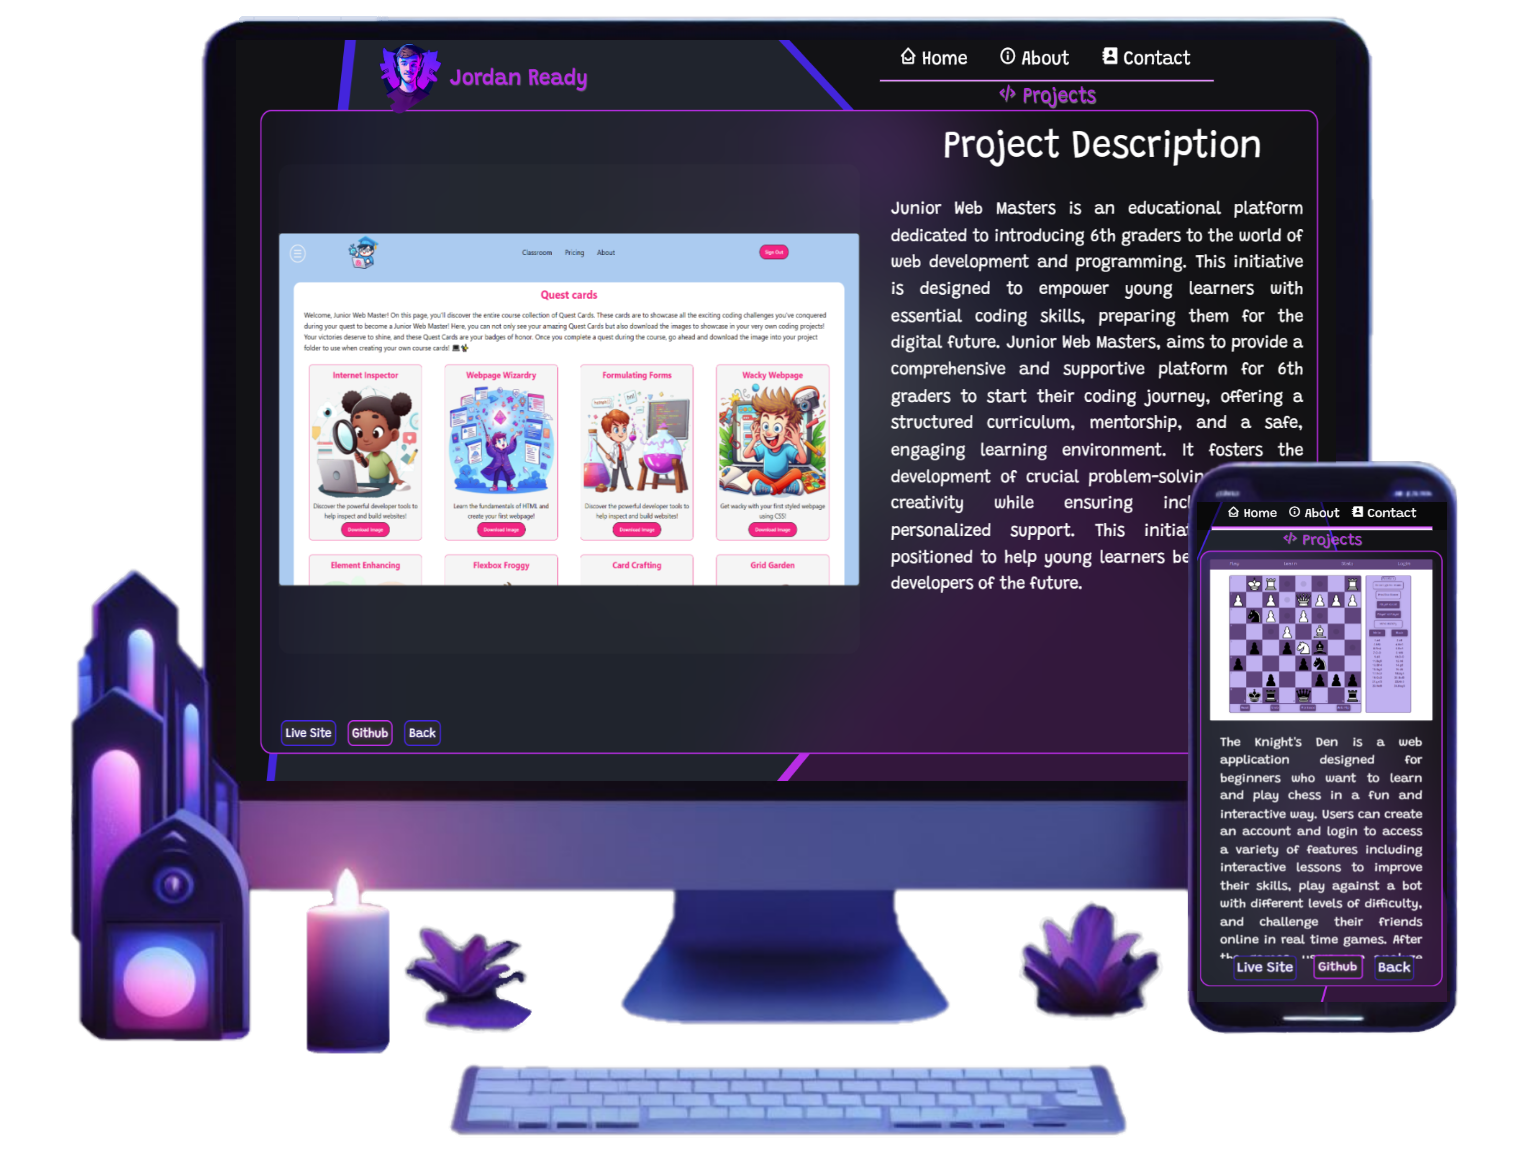 Jordan Ready
Home About Contact
Projects
Project Description
Junior Web Masters is an educational platform
dedicated to introducing 6th graders to the world of
web development and programming. This initiative
is designed to empower young learners with
essential coding skills, preparing them for the
digital future. Junior Web Masters, aims to provide a
comprehensive and supportive platform for 6th
graders to start their coding journey, offering a
structured curriculum, mentorship, and a safe,
engaging learning environment. It fosters the
development of crucial problem-solvin
creativity while ensuring incl
personalized support. This initiat
positioned to help young learners be
developers of the future.
Classroom Pricing About
Sign Out
Quest cards
Welcome, Junior Web Master! On this page, you'll discover the entire course collection of Quest Cards. These cards are to showcase all the exciting coding challenges you've conquered
during your quest to become a Junior Web Master! Here, you can not only see your amazing Quest Cards but also download the images to showcase in your very own coding projects!
Your victories deserve to shine, and these Quest Cards are your badges of honor. Once you complete a quest during the course, go ahead and download the image into your project
folder to use when creating your own course cards!
Internet Inspector
Discover the powerful developer tools to
help inspect and build websites!
Download Image
Webpage Wizardry
Learn the fundamentals of HTML and
create your first webpage!
Download Image
Formulating Forms
Discover the powerful developer tools to
help inspect and build websites!
Download Image
Wacky Webpage
Get wacky with your first styled webpage
using CSS!
Download Image
Element Enhancing
Flexbox Froggy
Card Crafting
Grid Garden
Live Site Github Back
Home About Contact
Projects
Play Learn Login
The Knight's Den is a web
application designed for
beginners who want to learn
and play chess in a fun and
interactive way. Users can create
an account and login to access
a variety of features including
interactive lessons to improve
their skills, play against a bot
with different levels of difficulty,
and challenge their friends
online in real time games. After
Live Site Github Back